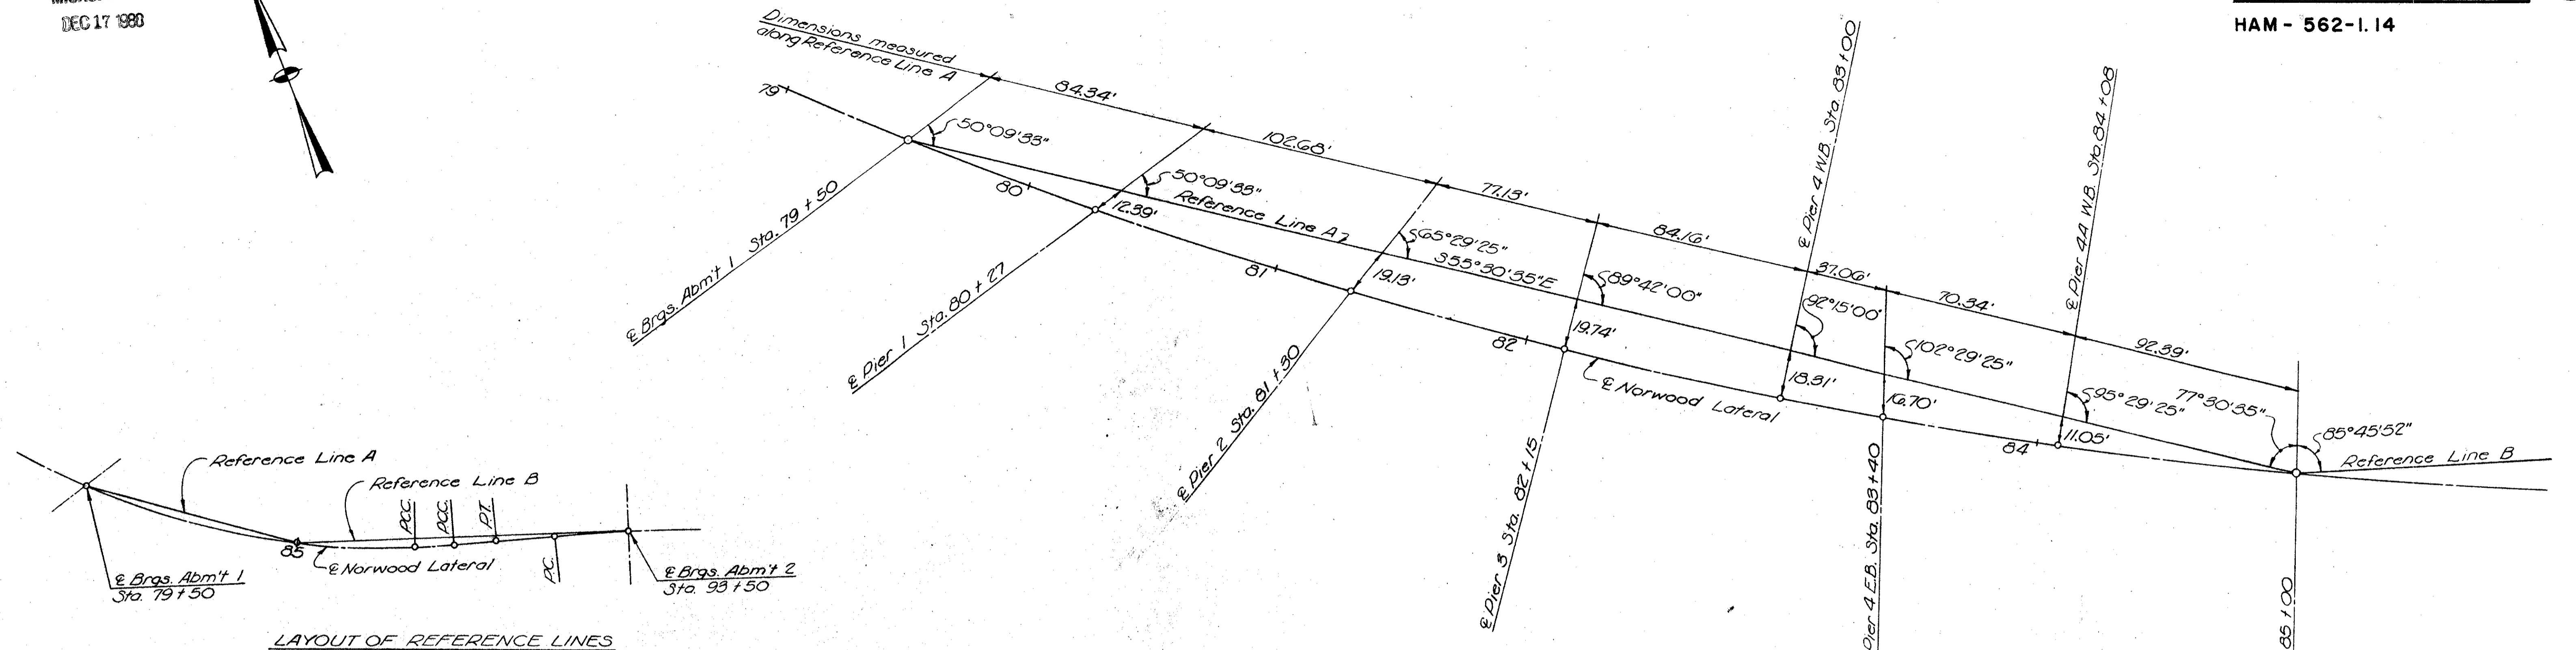 DEC 17 1980
HAM - 562-1.14
Dimensions measured
along Reference Line A
84.34'
102.68'
77.13'
84.16'
37.06'
70.34'
92.39'
79
80
81
82
84
50°09'35"
50°09'35"
65°29'25"
89°42'00"
92°15'00"
102°29'25"
95°29'25"
77°30'35"
85°45'52"
Reference Line A
S55°30'35"E
Reference Line B
12.39'
19.13'
19.74'
18.31'
16.70'
11.05'
℄ Norwood Lateral
℄ Brgs. Abm't 1 Sta. 79 + 50
℄ Pier 1 Sta. 80 + 27
℄ Pier 2 Sta. 81 + 30
℄ Pier 3 Sta. 82 + 15
℄ Pier 4 W.B. Sta. 83 + 00
Pier 4 E.B. Sta. 83 + 40
℄ Pier 4A W.B. Sta. 84 + 08
85 + 00
Reference Line A
Reference Line B
P.C.C.
P.C.C.
P.T.
P.C.
85
℄ Norwood Lateral
℄ Brgs. Abm't 1
Sta. 79 + 50
℄ Brgs. Abm't 2
Sta. 93 + 50
LAYOUT OF REFERENCE LINES